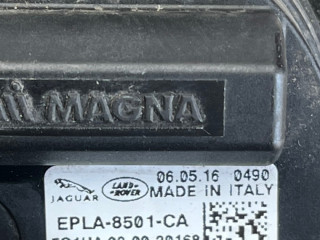 MAGNA
06.05.16 0490
JAGUAR LAND ROVER MADE IN ITALY
EPLA-8501-CA